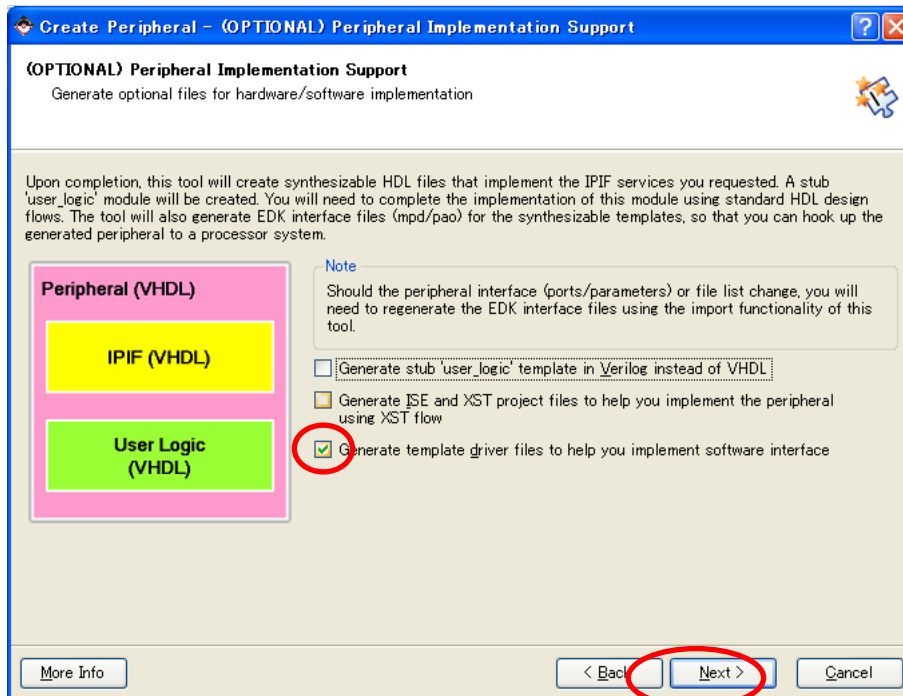 Create Peripheral - (OPTIONAL) Peripheral Implementation Support
(OPTIONAL) Peripheral Implementation Support
Generate optional files for hardware/software implementation
Upon completion, this tool will create synthesizable HDL files that implement the IPIF services you requested. A stub
'user_logic' module will be created. You will need to complete the implementation of this module using standard HDL design
flows. The tool will also generate EDK interface files (mpd/pao) for the synthesizable templates, so that you can hook up the
generated peripheral to a processor system.
Peripheral (VHDL)
IPIF (VHDL)
User Logic
(VHDL)
Note
Should the peripheral interface (ports/parameters) or file list change, you will
need to regenerate the EDK interface files using the import functionality of this
tool.
Generate stub 'user_logic' template in Verilog instead of VHDL
Generate ISE and XST project files to help you implement the peripheral
using XST flow
Generate template driver files to help you implement software interface
More Info
< Back
Next >
Cancel